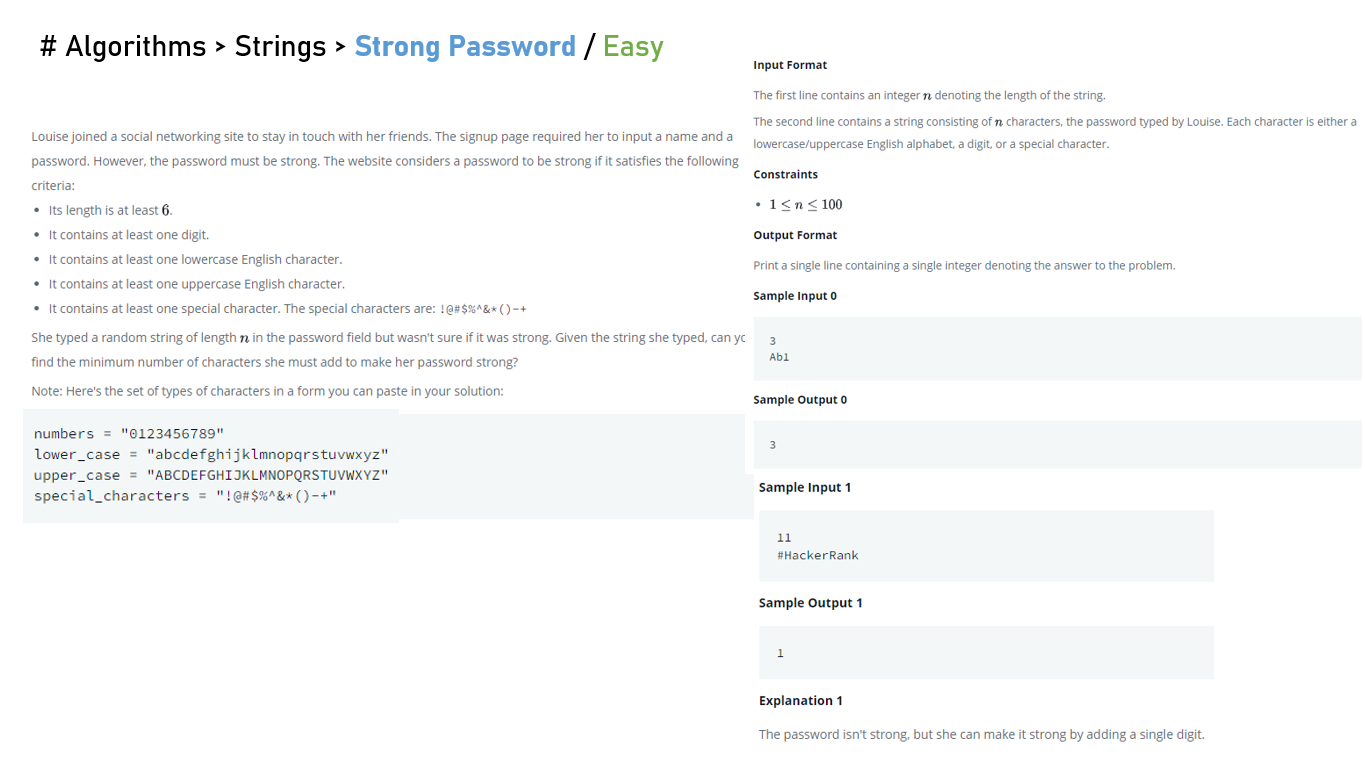 # Algorithms > Strings > Strong Password / Easy
Louise joined a social networking site to stay in touch with her friends. The signup page required her to input a name and a
password. However, the password must be strong. The website considers a password to be strong if it satisfies the following
criteria:
• Its length is at least 6.
• It contains at least one digit.
• It contains at least one lowercase English character.
• It contains at least one uppercase English character.
• It contains at least one special character. The special characters are: !@#$%^&*()-+
She typed a random string of length n in the password field but wasn't sure if it was strong. Given the string she typed, can
find the minimum number of characters she must add to make her password strong?
Note: Here's the set of types of characters in a form you can paste in your solution:
numbers = "0123456789"
lower_case = "abcdefghijklmnopqrstuvwxyz"
upper_case = "ABCDEFGHIJKLMNOPQRSTUVWXYZ"
special_characters = "!@#$%^&*()-+"
Input Format
The first line contains an integer n denoting the length of the string.
The second line contains a string consisting of n characters, the password typed by Louise. Each character is either a
lowercase/uppercase English alphabet, a digit, or a special character.
Constraints
• 1 ≤ n ≤ 100
Output Format
Print a single line containing a single integer denoting the answer to the problem.
Sample Input 0
3
Ab1
Sample Output 0
3
Sample Input 1
11
#HackerRank
Sample Output 1
1
Explanation 1
The password isn't strong, but she can make it strong by adding a single digit.